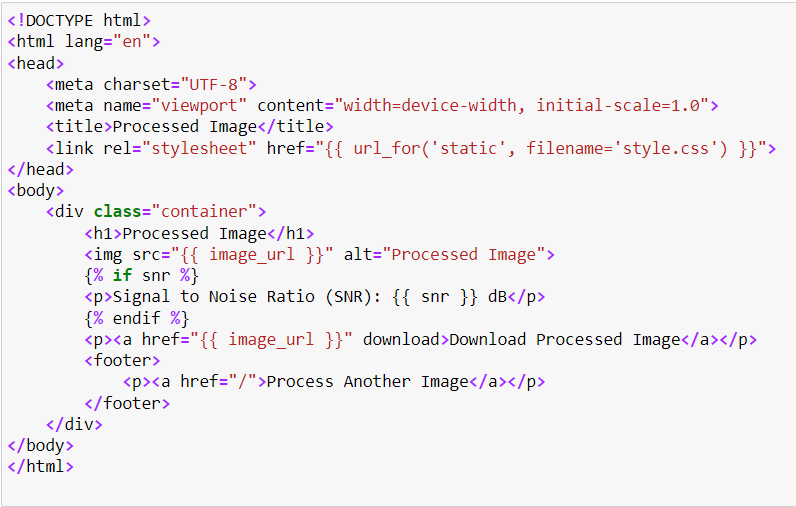 <!DOCTYPE html>
<html lang="en">
<head>
    <meta charset="UTF-8">
    <meta name="viewport" content="width=device-width, initial-scale=1.0">
    <title>Processed Image</title>
    <link rel="stylesheet" href="{{ url_for('static', filename='style.css') }}">
</head>
<body>
    <div class="container">
        <h1>Processed Image</h1>
        <img src="{{ image_url }}" alt="Processed Image">
        {% if snr %}
        <p>Signal to Noise Ratio (SNR): {{ snr }} dB</p>
        {% endif %}
        <p><a href="{{ image_url }}" download>Download Processed Image</a></p>
        <footer>
            <p><a href="/">Process Another Image</a></p>
        </footer>
    </div>
</body>
</html>